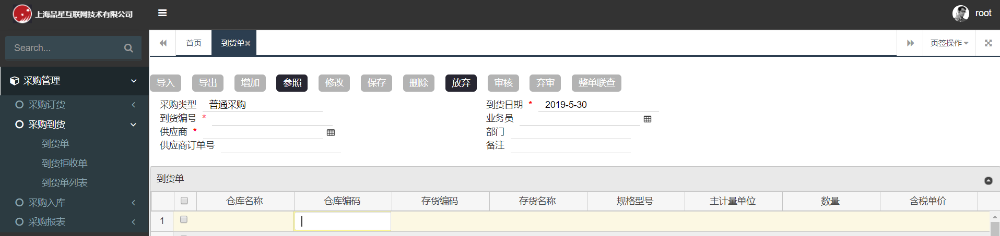 上海品星互联网技术有限公司
root
Search...
首页
到货单
页签操作
采购管理
采购订货
采购到货
到货单
到货拒收单
到货单列表
采购入库
采购报表
导入 导出 增加 参照 修改 保存 删除 放弃 审核 弃审 整单联查
采购类型 普通采购 到货日期 * 2019-5-30
到货编号 * 业务员
供应商 * 部门
供应商订单号 备注
到货单
仓库名称 仓库编码 存货编码 存货名称 规格型号 主计量单位 数量 含税单价
1